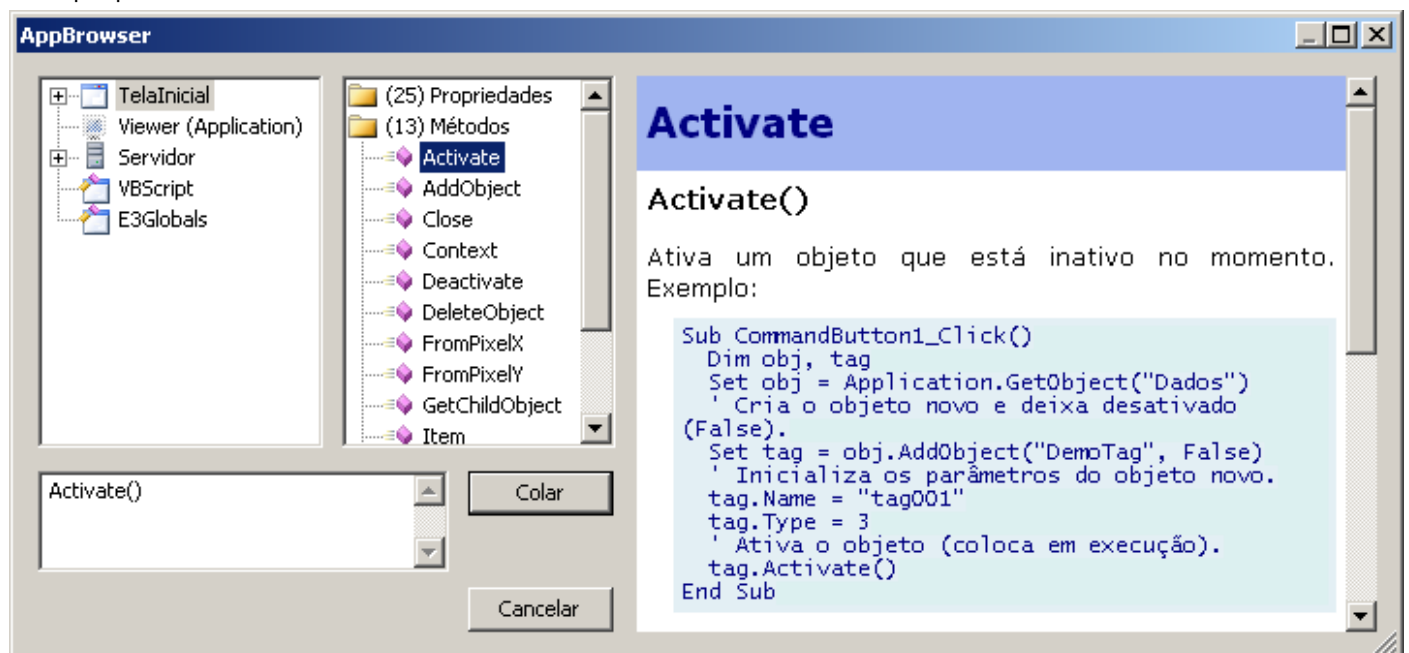 AppBrowser
TelaInicial
Viewer (Application)
Servidor
VBScript
E3Globals
(25) Propriedades
(13) Métodos
Activate
AddObject
Close
Context
Deactivate
DeleteObject
FromPixelX
FromPixelY
GetChildObject
Item
Activate()
Colar
Cancelar
Activate
Activate()
Ativa um objeto que está inativo no momento.
Exemplo:
Sub CommandButton1_Click()
Dim obj, tag
Set obj = Application.GetObject("Dados")
' Cria o objeto novo e deixa desativado
(False).
Set tag = obj.AddObject("DemoTag", False)
' Inicializa os parâmetros do objeto novo.
tag.Name = "tag001"
tag.Type = 3
' Ativa o objeto (coloca em execução).
tag.Activate()
End Sub